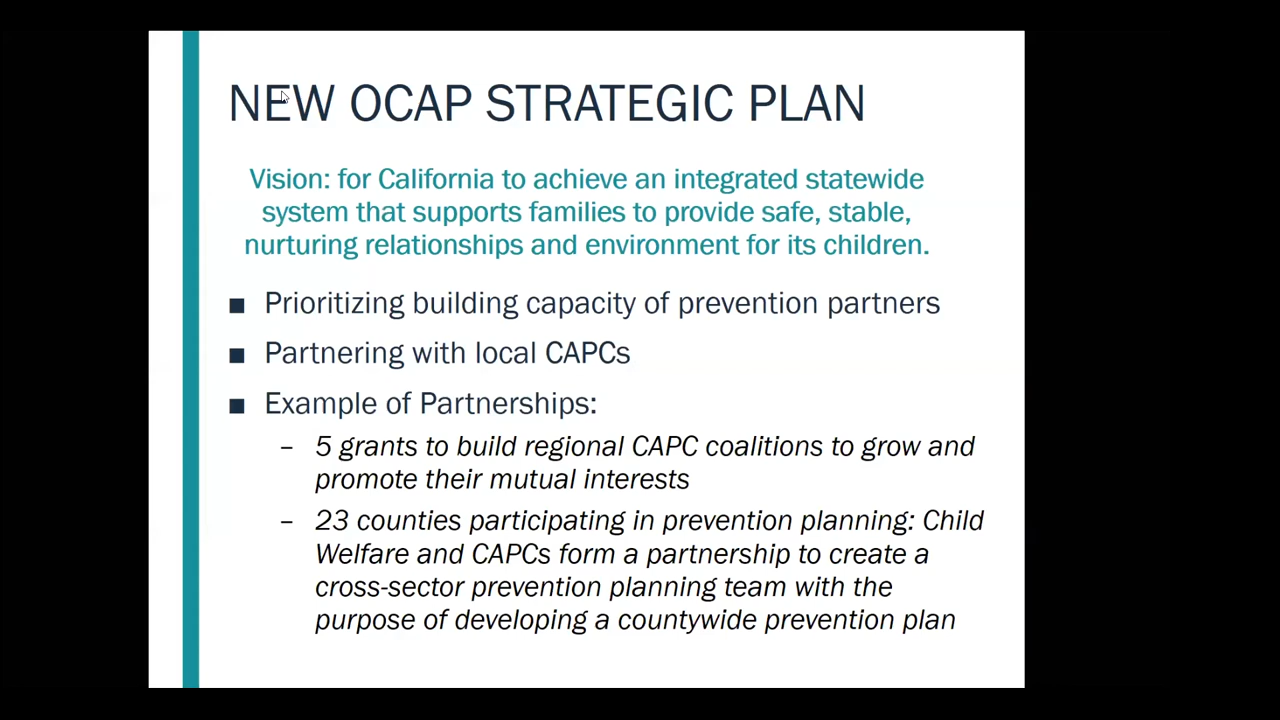 NEW OCAP STRATEGIC PLAN
Vision: for California to achieve an integrated statewide
system that supports families to provide safe, stable,
nurturing relationships and environment for its children.
■ Prioritizing building capacity of prevention partners
■ Partnering with local CAPCs
■ Example of Partnerships:
– 5 grants to build regional CAPC coalitions to grow and
promote their mutual interests
– 23 counties participating in prevention planning: Child
Welfare and CAPCs form a partnership to create a
cross-sector prevention planning team with the
purpose of developing a countywide prevention plan